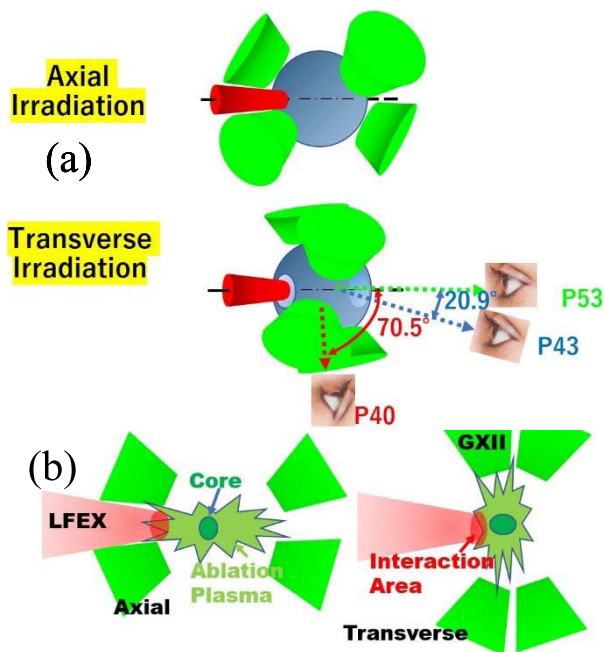 Axial
Irradiation
(a)
Transverse
Irradiation
20.9°
P53
70.5°
P43
P40
(b)
GXII
Core
LFEX
Ablation
Plasma
Interaction
Area
Axial
Transverse